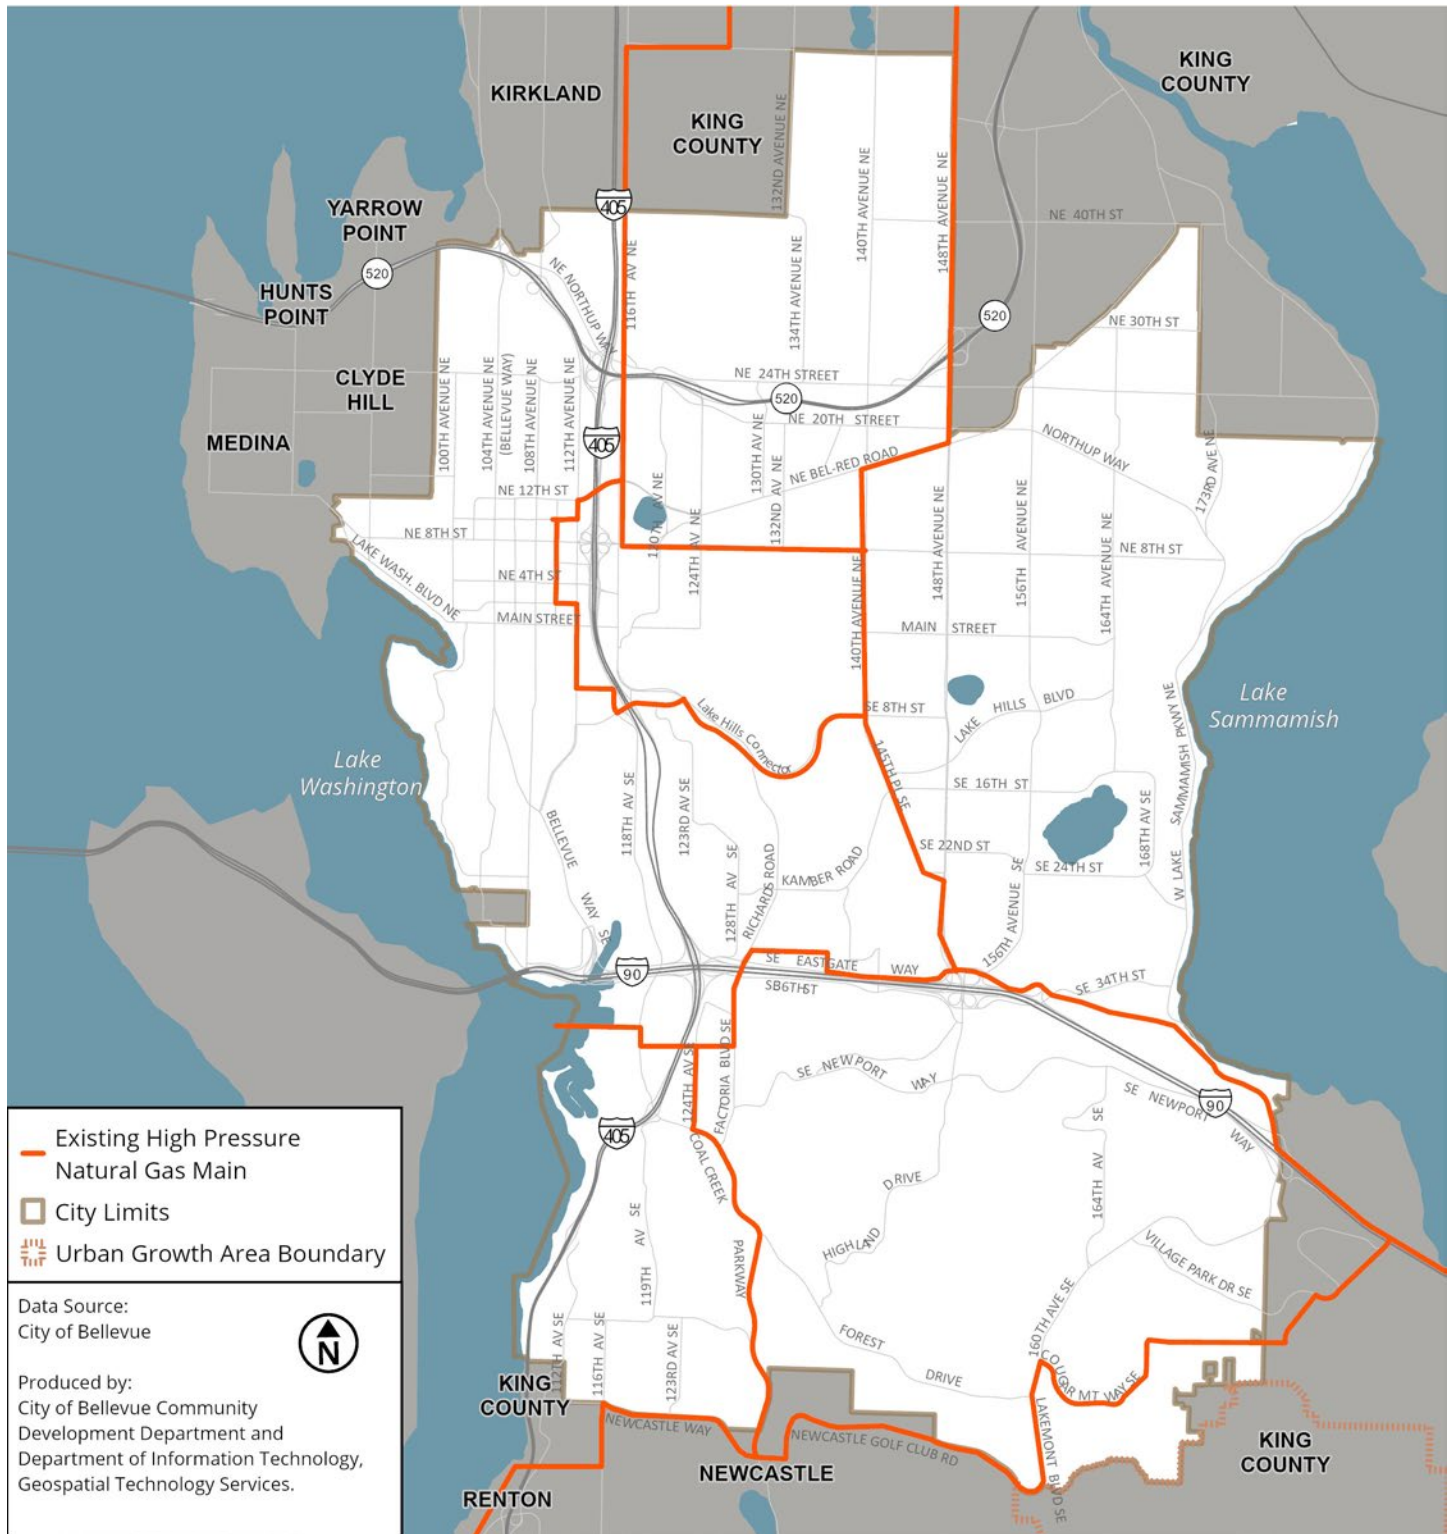 KIRKLAND
KING
COUNTY
KING
COUNTY
132ND AVENUE NE
140TH AVENUE NE
148TH AVENUE NE
405
YARROW
POINT
520
HUNTS
POINT
NE 40TH ST
NE NORTHUP WAY
116TH AV NE
134TH AVENUE NE
520
NE 30TH ST
CLYDE
HILL
MEDINA
100TH AVENUE NE
104TH AVENUE NE
(BELLEVUE WAY)
108TH AVENUE NE
112TH AVENUE NE
405
NE 24TH STREET
520
NE 20TH STREET
130TH AV NE
132ND AV NE
NE BEL-RED ROAD
NORTHUP WAY
173RD AVE NE
NE 12TH ST
120TH AV NE
124TH AV NE
NE 8TH ST
148TH AVENUE NE
156TH AVENUE NE
164TH AVENUE NE
NE 8TH ST
LAKE WASH. BLVD NE
NE 4TH ST
MAIN STREET
140TH AVENUE NE
MAIN STREET
Lake Hills Connector
SE 8TH ST
LAKE HILLS BLVD
W LAKE SAMMAMISH PKWY NE
Lake
Sammamish
Lake
Washington
145TH PL SE
SE 16TH ST
BELLEVUE WAY SE
118TH AV SE
123RD AV SE
128TH AV SE
RICHARDS ROAD
KAMBER ROAD
SE 22ND ST
SE 24TH ST
168TH AV SE
156TH AVENUE SE
90
SE EASTGATE WAY
SE 34TH ST
124TH AV SE
FACTORIA BLVD SE
SE NEWPORT WAY
SE NEWPORT WAY
90
405
COAL CREEK PARKWAY
164TH AV SE
HIGHLAND DRIVE
119TH AV SE
VILLAGE PARK DR SE
160TH AVE SE
FOREST DRIVE
112TH AV SE
116TH AV SE
123RD AV SE
COUGAR MT WAY SE
LAKEMONT BLVD SE
KING
COUNTY
NEWCASTLE WAY
NEWCASTLE GOLF CLUB RD
NEWCASTLE
KING
COUNTY
RENTON
Existing High Pressure
Natural Gas Main
City Limits
Urban Growth Area Boundary
Data Source:
City of Bellevue
N
Produced by:
City of Bellevue Community
Development Department and
Department of Information Technology,
Geospatial Technology Services.